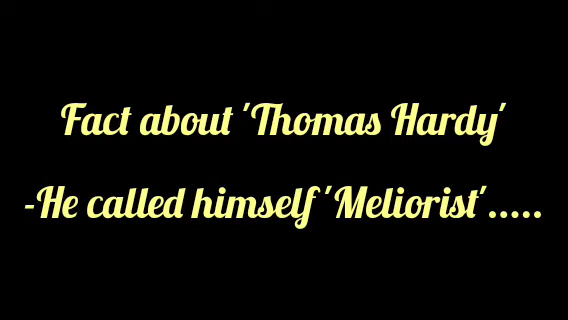 Fact about 'Thomas Hardy'
-He called himself 'Meliorist'.....